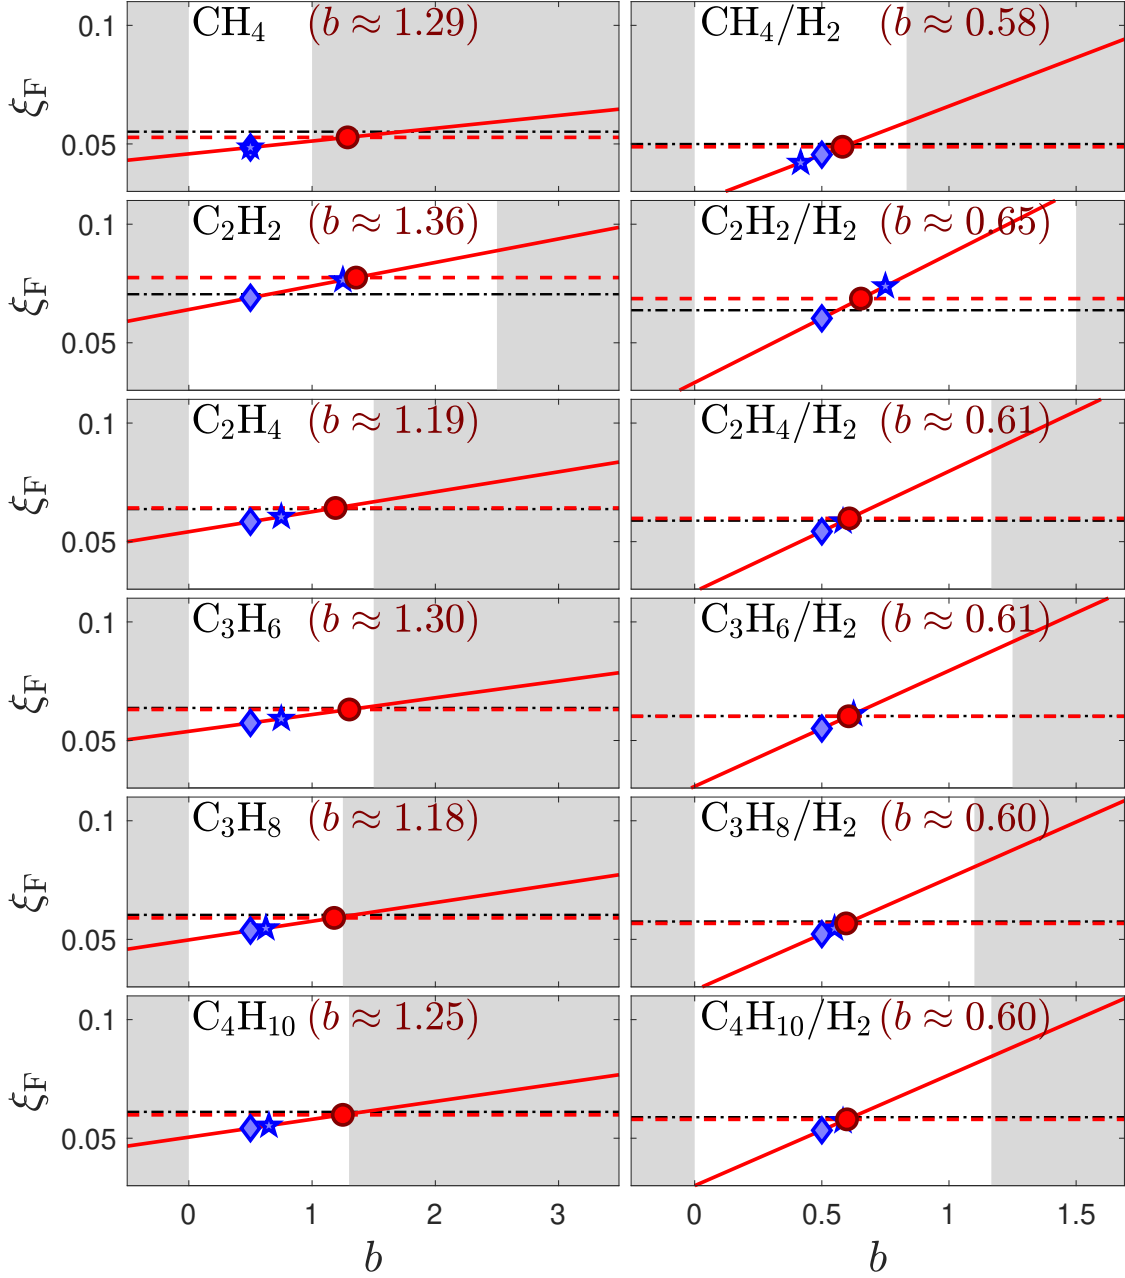 CH₄ (b ≈ 1.29)
CH₄/H₂ (b ≈ 0.58)
0.1
ξF
0.05
C₂H₂ (b ≈ 1.36)
C₂H₂/H₂ (b ≈ 0.65)
0.1
ξF
0.05
C₂H₄ (b ≈ 1.19)
C₂H₄/H₂ (b ≈ 0.61)
0.1
ξF
0.05
C₃H₆ (b ≈ 1.30)
C₃H₆/H₂ (b ≈ 0.61)
0.1
ξF
0.05
C₃H₈ (b ≈ 1.18)
C₃H₈/H₂ (b ≈ 0.60)
0.1
ξF
0.05
C₄H₁₀ (b ≈ 1.25)
C₄H₁₀/H₂ (b ≈ 0.60)
0.1
ξF
0.05
0 1 2 3
0 0.5 1 1.5
b
b